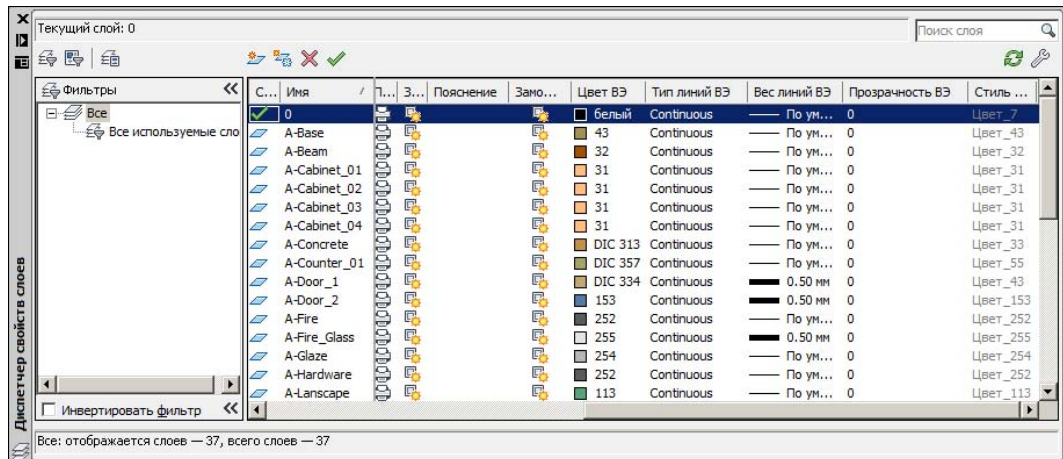 Текущий слой: 0
Поиск слоя
Фильтры
Все
Все используемые сло
Инвертировать фильтр
С... Имя / П... З... Пояснение Замо... Цвет ВЭ Тип линий ВЭ Вес линий ВЭ Прозрачность ВЭ Стиль ...
0 белый Continuous По ум... 0 Цвет_7
A-Base 43 Continuous По ум... 0 Цвет_43
A-Beam 32 Continuous По ум... 0 Цвет_32
A-Cabinet_01 31 Continuous По ум... 0 Цвет_31
A-Cabinet_02 31 Continuous По ум... 0 Цвет_31
A-Cabinet_03 31 Continuous По ум... 0 Цвет_31
A-Cabinet_04 31 Continuous По ум... 0 Цвет_31
A-Concrete DIC 313 Continuous По ум... 0 Цвет_33
A-Counter_01 DIC 357 Continuous По ум... 0 Цвет_55
A-Door_1 DIC 334 Continuous 0.50 мм 0 Цвет_43
A-Door_2 153 Continuous 0.50 мм 0 Цвет_153
A-Fire 252 Continuous По ум... 0 Цвет_252
A-Fire_Glass 255 Continuous 0.50 мм 0 Цвет_255
A-Glaze 254 Continuous По ум... 0 Цвет_254
A-Hardware 252 Continuous По ум... 0 Цвет_252
A-Lanscape 113 Continuous По ум... 0 Цвет_113
Диспетчер свойств слоев
Все: отображается слоев — 37, всего слоев — 37